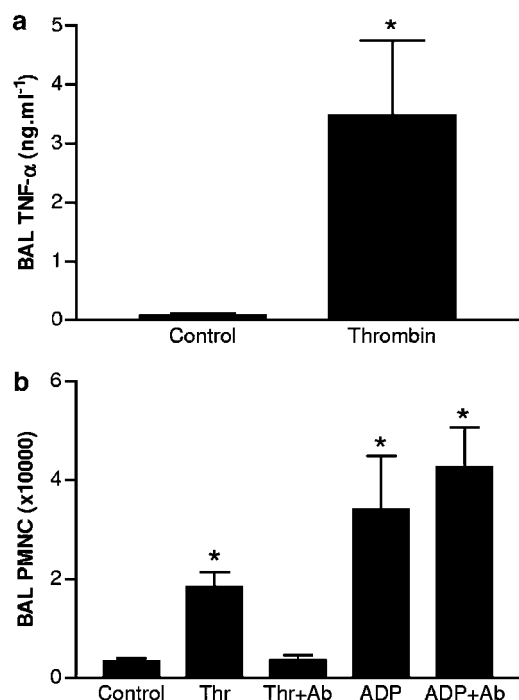 a
BAL TNF-α (ng.ml⁻¹)
5
4
3
2
1
0
*
Control Thrombin
b
BAL PMNC (x10000)
6
4
2
0
*
*
*
Control Thr Thr+Ab ADP ADP+Ab